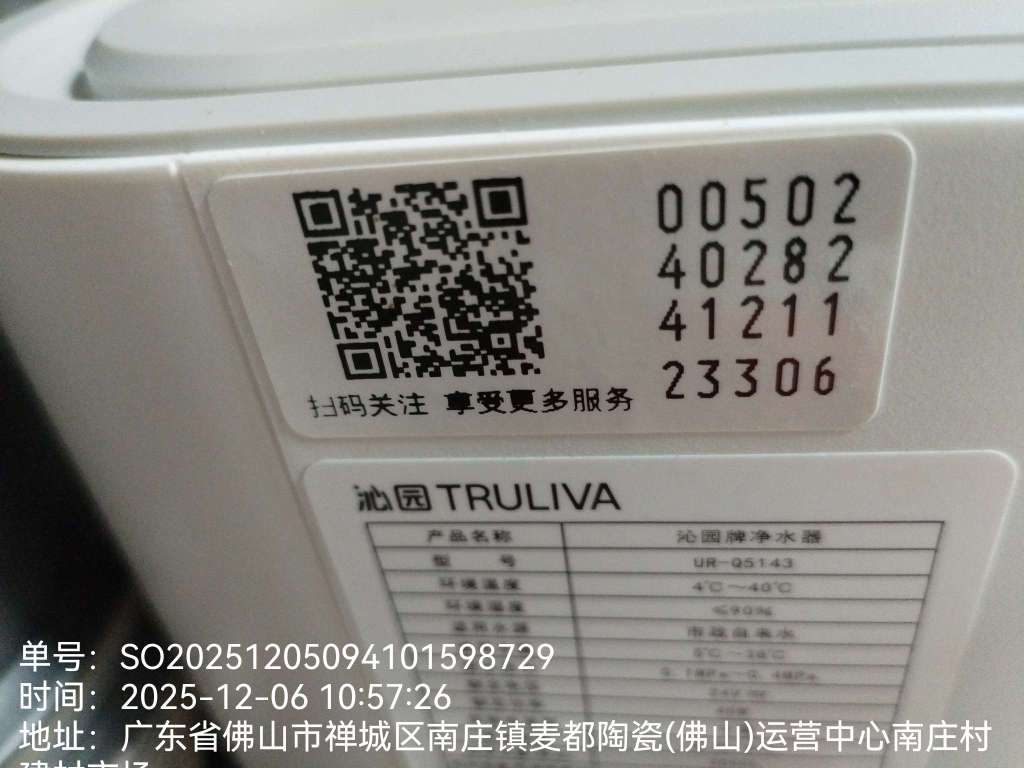 00502
40282
41211
23306
扫码关注 享受更多服务
沁园TRULIVA
产品名称 沁园牌净水器
型号 UR-Q5143
环境温度 4℃～40℃
环境湿度 ≤90%
适用水源 市政自来水
5℃～38℃
单号：SO20251205094101598729
时间：2025-12-06 10:57:26
地址：广东省佛山市禅城区南庄镇麦都陶瓷(佛山)运营中心南庄村